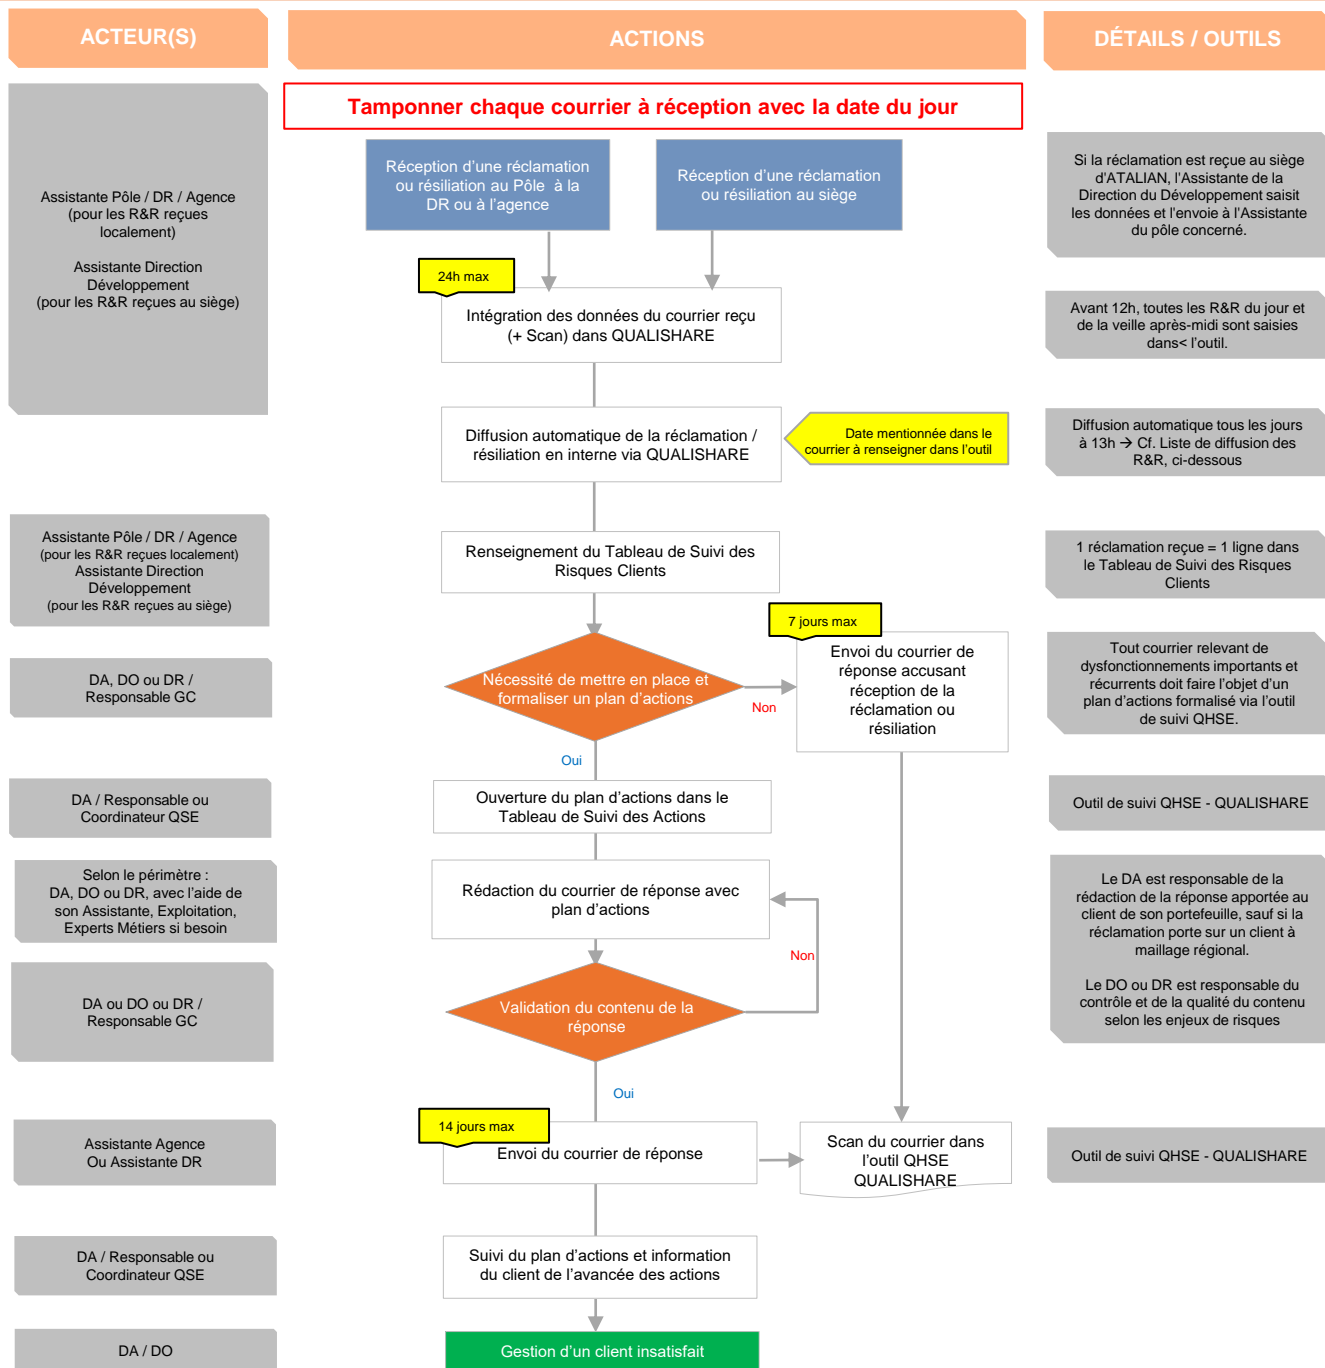 ACTEUR(S)
ACTIONS
DÉTAILS / OUTILS
Tamponner chaque courrier à réception avec la date du jour
Assistante Pôle / DR / Agence
(pour les R&R reçues
localement)
Assistante Direction
Développement
(pour les R&R reçues au siège)
Réception d'une réclamation
ou résiliation au Pôle à la
DR ou à l'agence
Réception d'une réclamation
ou résiliation au siège
Si la réclamation est reçue au siège
d'ATALIAN, l'Assistante de la
Direction du Développement saisit
les données et l'envoie à l'Assistante
du pôle concerné.
24h max
Intégration des données du courrier reçu
(+ Scan) dans QUALISHARE
Avant 12h, toutes les R&R du jour et
de la veille après-midi sont saisies
dans< l'outil.
Diffusion automatique de la réclamation /
résiliation en interne via QUALISHARE
Date mentionnée dans le
courrier à renseigner dans l'outil
Diffusion automatique tous les jours
à 13h → Cf. Liste de diffusion des
R&R, ci-dessous
Assistante Pôle / DR / Agence
(pour les R&R reçues localement)
Assistante Direction
Développement
(pour les R&R reçues au siège)
Renseignement du Tableau de Suivi des
Risques Clients
1 réclamation reçue = 1 ligne dans
le Tableau de Suivi des Risques
Clients
DA, DO ou DR /
Responsable GC
Nécessité de mettre en place et
formaliser un plan d'actions
Non
Oui
7 jours max
Envoi du courrier de
réponse accusant
réception de la
réclamation ou
résiliation
Tout courrier relevant de
dysfonctionnements importants et
récurrents doit faire l'objet d'un
plan d'actions formalisé via l'outil
de suivi QHSE.
DA / Responsable ou
Coordinateur QSE
Ouverture du plan d'actions dans le
Tableau de Suivi des Actions
Outil de suivi QHSE - QUALISHARE
Selon le périmètre :
DA, DO ou DR, avec l'aide de
son Assistante, Exploitation,
Experts Métiers si besoin
Rédaction du courrier de réponse avec
plan d'actions
Le DA est responsable de la
rédaction de la réponse apportée au
client de son portefeuille, sauf si la
réclamation porte sur un client à
maillage régional.
Le DO ou DR est responsable du
contrôle et de la qualité du contenu
selon les enjeux de risques
Non
DA ou DO ou DR /
Responsable GC
Validation du contenu de la
réponse
Oui
Assistante Agence
Ou Assistante DR
14 jours max
Envoi du courrier de réponse
Scan du courrier dans
l'outil QHSE
QUALISHARE
Outil de suivi QHSE - QUALISHARE
DA / Responsable ou
Coordinateur QSE
Suivi du plan d'actions et information
du client de l'avancée des actions
DA / DO
Gestion d'un client insatisfait